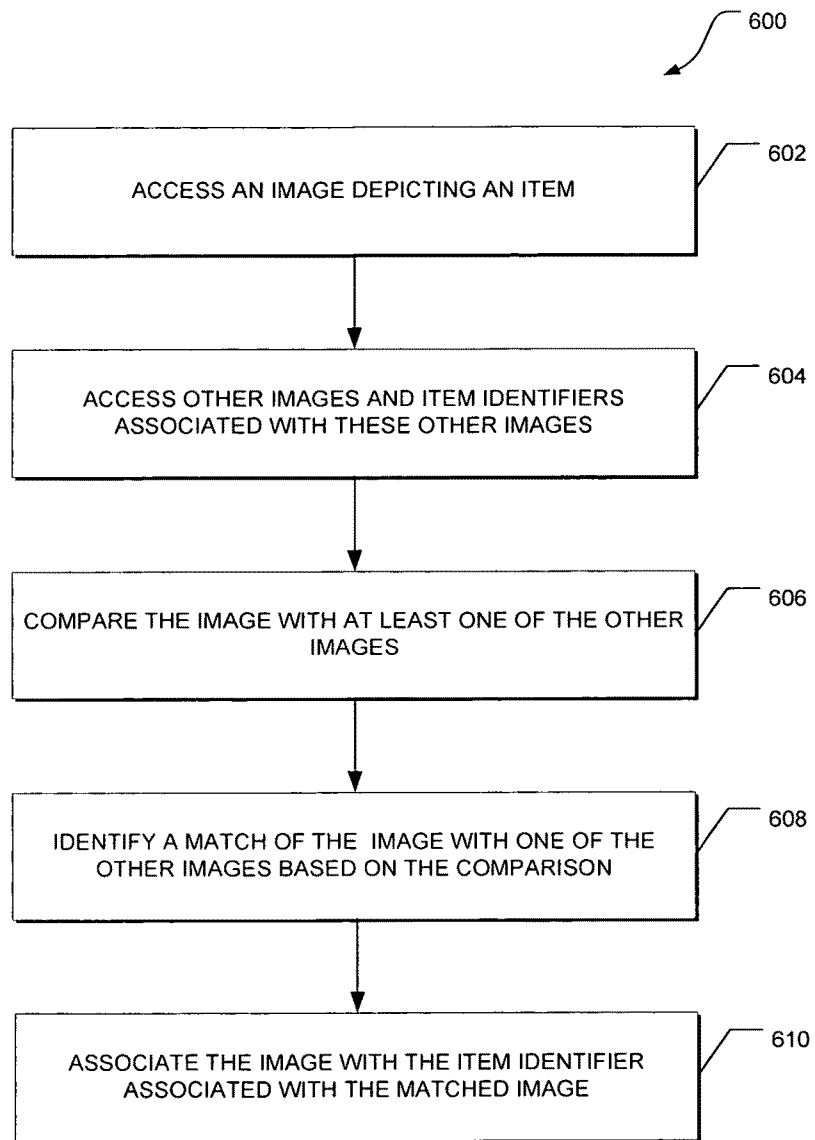 600
602
ACCESS AN IMAGE DEPICTING AN ITEM
604
ACCESS OTHER IMAGES AND ITEM IDENTIFIERS
ASSOCIATED WITH THESE OTHER IMAGES
606
COMPARE THE IMAGE WITH AT LEAST ONE OF THE OTHER
IMAGES
608
IDENTIFY A MATCH OF THE IMAGE WITH ONE OF THE
OTHER IMAGES BASED ON THE COMPARISON
610
ASSOCIATE THE IMAGE WITH THE ITEM IDENTIFIER
ASSOCIATED WITH THE MATCHED IMAGE